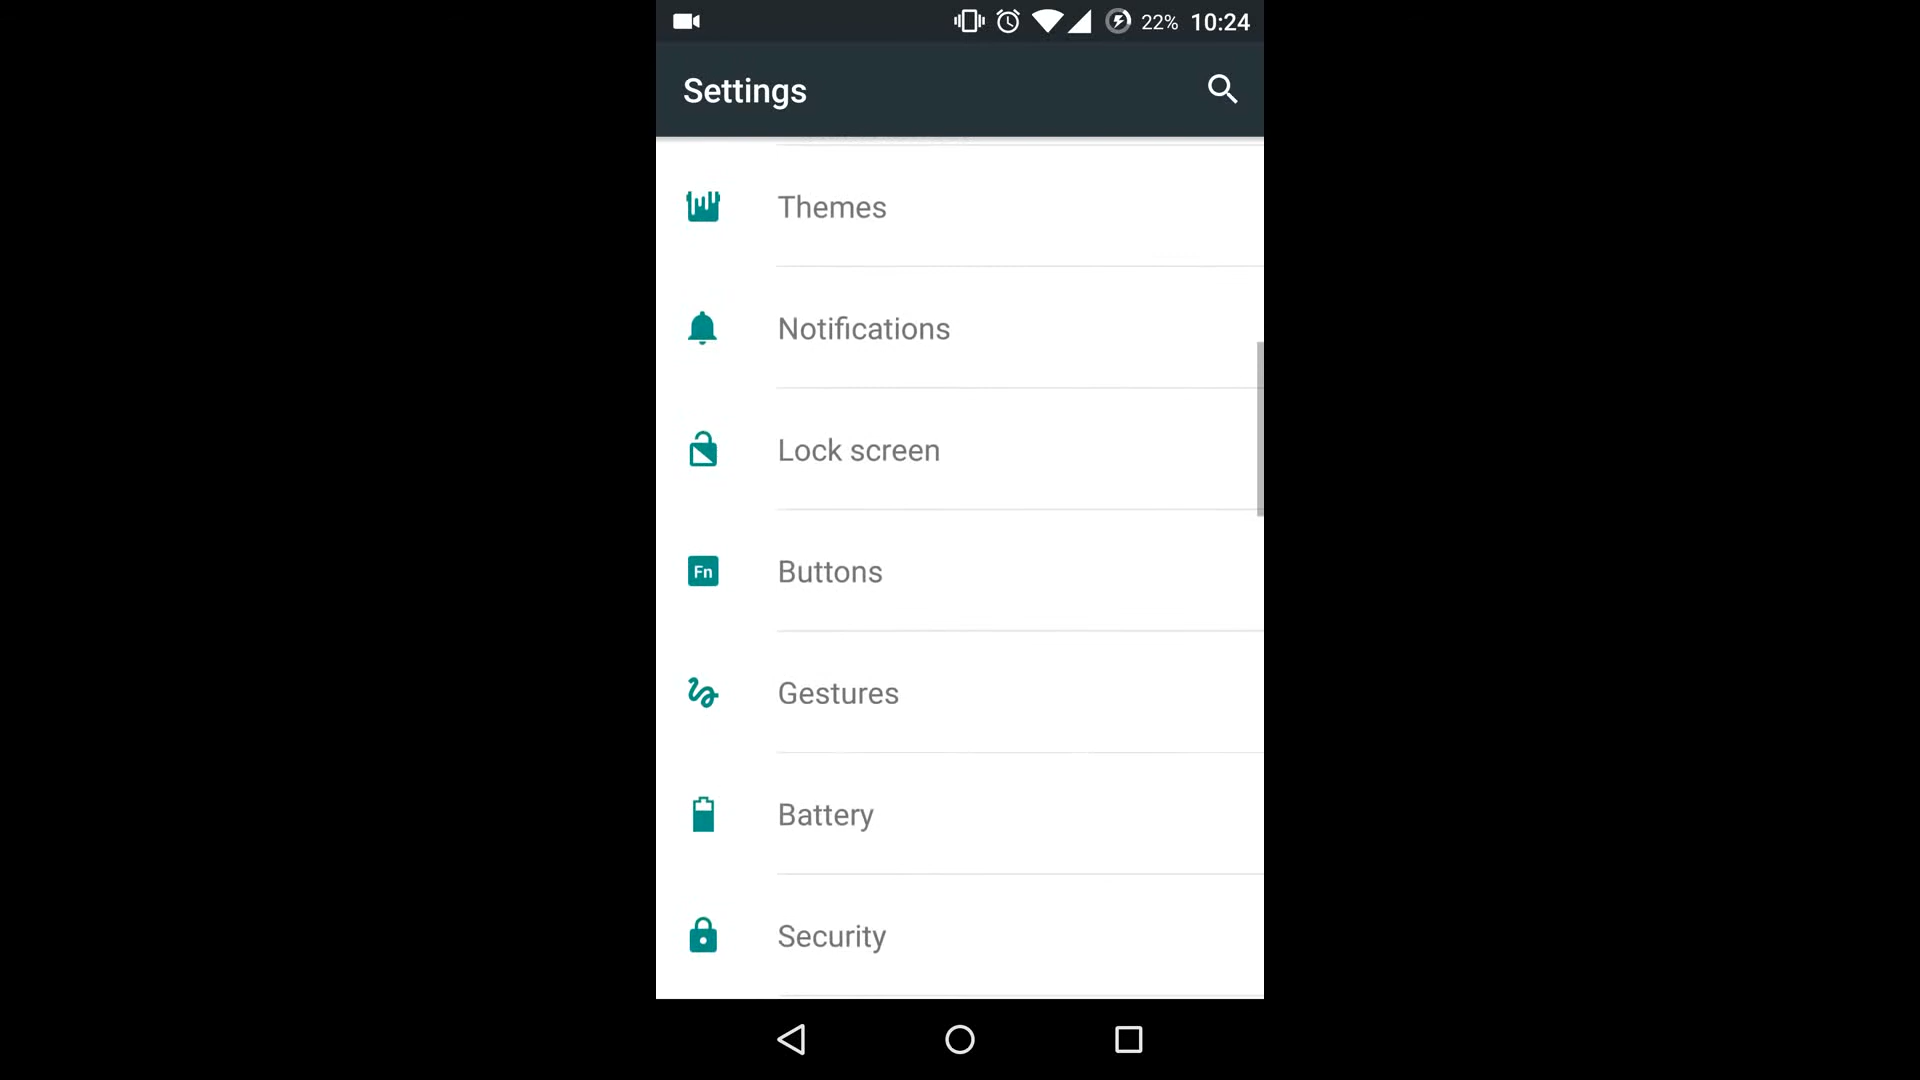 22% 10:24
Settings
Themes
Notifications
Lock screen
Fn Buttons
Gestures
Battery
Security